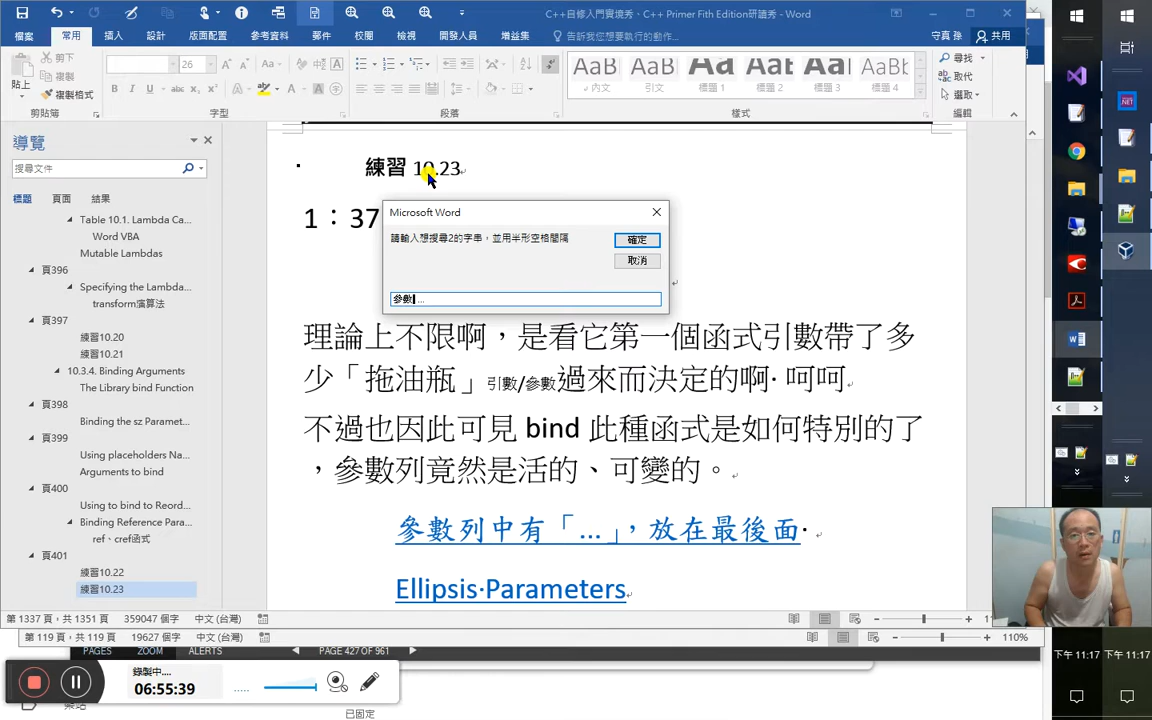 C++自修入門實境秀、C++ Primer Fith Edition研讀秀 - Word
檔案 常用 插入 設計 版面配置 參考資料 郵件 校閱 檢視 開發人員 增益集 告訴我您想要執行的動作... 守真 孫 共用
貼上 剪下 複製 複製格式 剪貼簿
26 字型
段落
AaB 內文 AaB Aad 標題 1 AaB 標題 2 AaB 標題 3 AaBb 標題 4 樣式
尋找 取代 選取 編輯
導覽
搜尋文件
標題 頁面 結果
Table 10.1. Lambda Ca...
Word VBA
Mutable Lambdas
頁396
Specifying the Lambda...
transform演算法
頁397
練習10.20
練習10.21
10.3.4. Binding Arguments
The Library bind Function
頁398
Binding the sz Paramet...
頁399
Using placeholders Na...
Arguments to bind
頁400
Using to bind to Reord...
Binding Reference Para...
ref、cref函式
頁401
練習10.22
練習10.23
練習 10.23
1：37
Microsoft Word
請輸入想搜尋2的字串，並用半形空格間隔
確定
取消
參數 ...
理論上不限啊，是看它第一個函式引數帶了多
少「拖油瓶」引數/參數過來而決定的啊· 呵呵
不過也因此可見 bind 此種函式是如何特別的了
，參數列竟然是活的、可變的。
參數列中有「...」，放在最後面·
Ellipsis·Parameters
第 1337 頁，共 1351 頁 359047 個字 中文 (台灣)
第 119 頁，共 119 頁 19627 個字 中文 (台灣) 110%
PAGES ZOOM ALERTS PAGE 427 OF 961
錄製中....
06:55:39
已固定
下午 11:17 下午 11:17